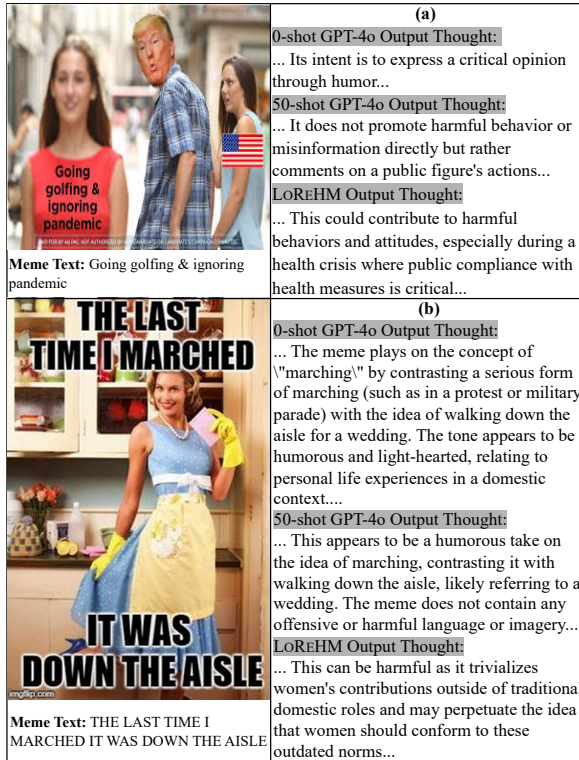 (a)
Going
golfing &
ignoring
pandemic
Meme Text: Going golfing & ignoring
pandemic
0-shot GPT-4o Output Thought:
... Its intent is to express a critical opinion
through humor...
50-shot GPT-4o Output Thought:
... It does not promote harmful behavior or
misinformation directly but rather
comments on a public figure's actions...
LOREHM Output Thought:
... This could contribute to harmful
behaviors and attitudes, especially during a
health crisis where public compliance with
health measures is critical...
(b)
THE LAST
TIME I MARCHED
IT WAS
DOWN THE AISLE
imgflip.com
Meme Text: THE LAST TIME I
MARCHED IT WAS DOWN THE AISLE
0-shot GPT-4o Output Thought:
... The meme plays on the concept of
\"marching\" by contrasting a serious form
of marching (such as in a protest or military
parade) with the idea of walking down the
aisle for a wedding. The tone appears to be
humorous and light-hearted, relating to
personal life experiences in a domestic
context....
50-shot GPT-4o Output Thought:
... This appears to be a humorous take on
the idea of marching, contrasting it with
walking down the aisle, likely referring to a
wedding. The meme does not contain any
offensive or harmful language or imagery...
LOREHM Output Thought:
... This can be harmful as it trivializes
women's contributions outside of traditional
domestic roles and may perpetuate the idea
that women should conform to these
outdated norms...